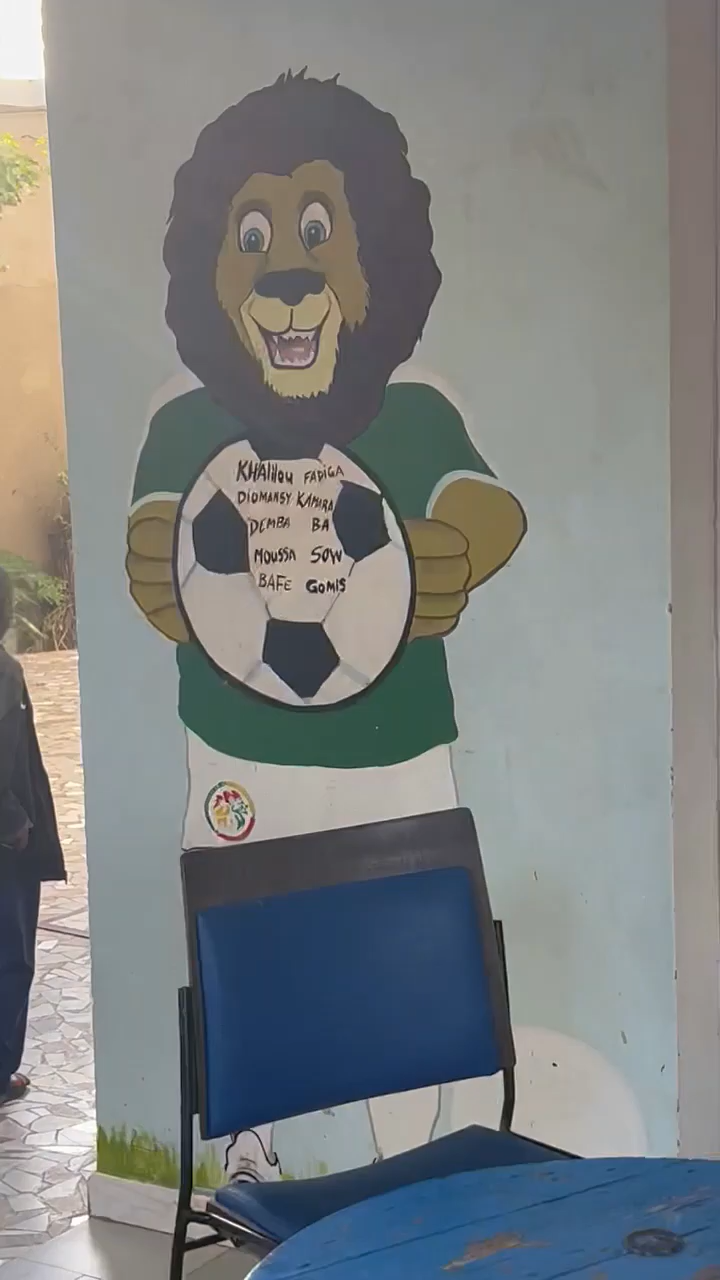 KHAlilou FADIGA
DIOMANSY KAMARA
DEMBA BA
MOUSSA SOW
BAFE GOMIS